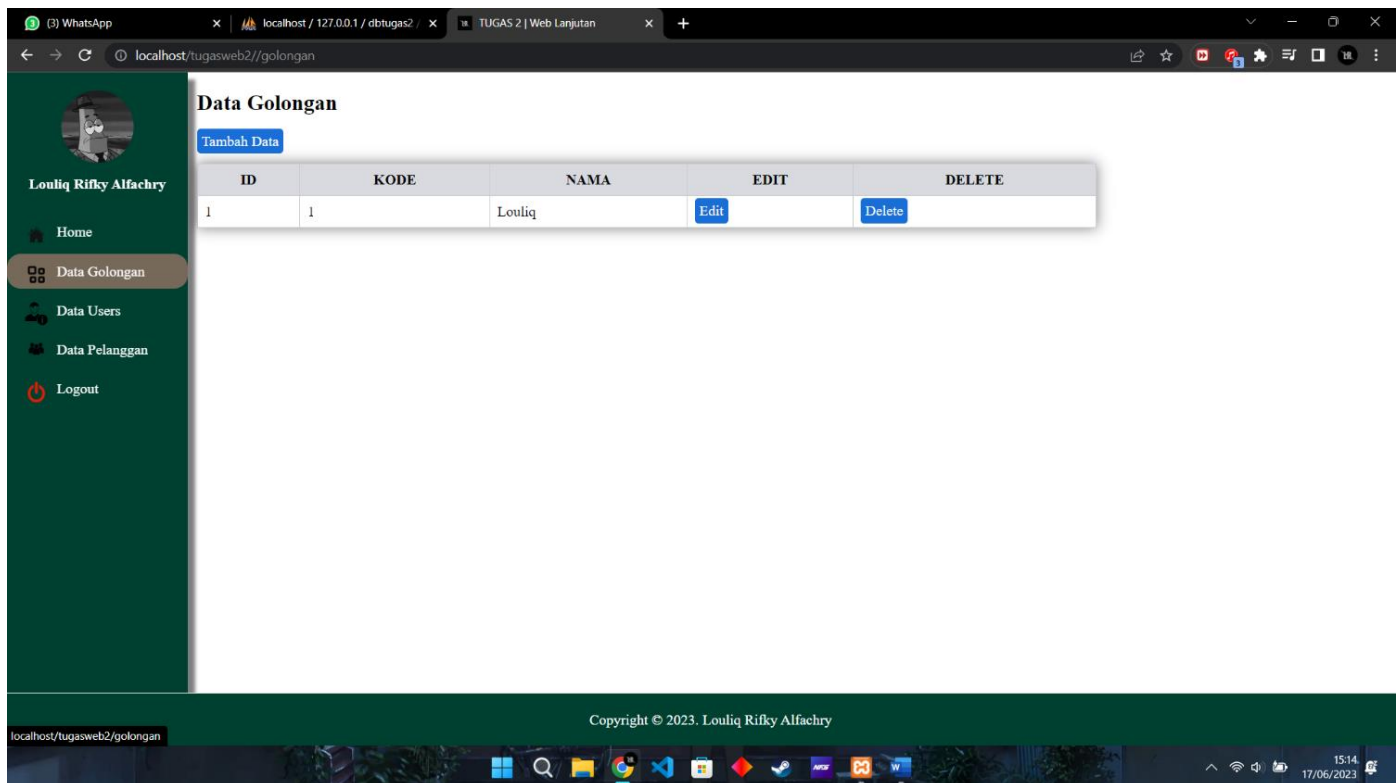 (3) WhatsApp
localhost / 127.0.0.1 / dbtugas2 /
TUGAS 2 | Web Lanjutan
localhost/tugasweb2//golongan
Louliq Rifky Alfachry
Home
Data Golongan
Data Users
Data Pelanggan
Logout
Data Golongan
Tambah Data
ID KODE NAMA EDIT DELETE
1 1 Louliq Edit Delete
Copyright © 2023. Louliq Rifky Alfachry
localhost/tugasweb2/golongan
15:14
17/06/2023